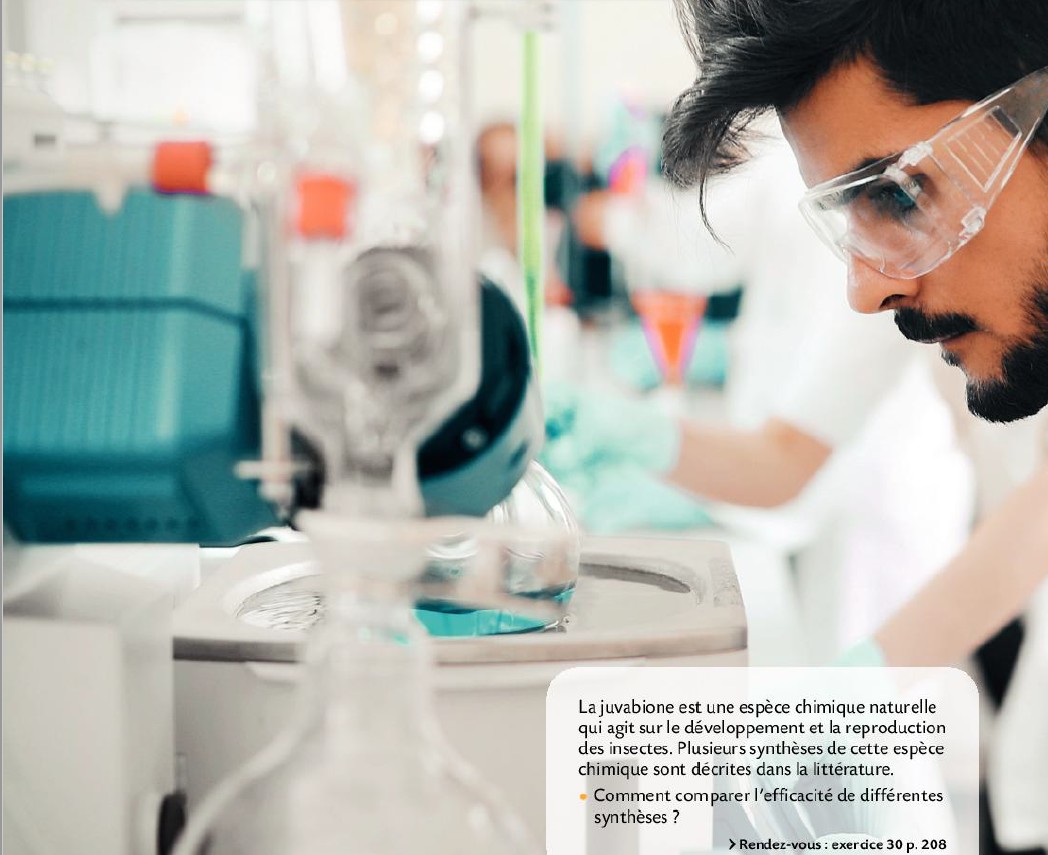 La juvabione est une espèce chimique naturelle
qui agit sur le développement et la reproduction
des insectes. Plusieurs synthèses de cette espèce
chimique sont décrites dans la littérature.
• Comment comparer l'efficacité de différentes
synthèses ?
> Rendez-vous : exercice 30 p. 208